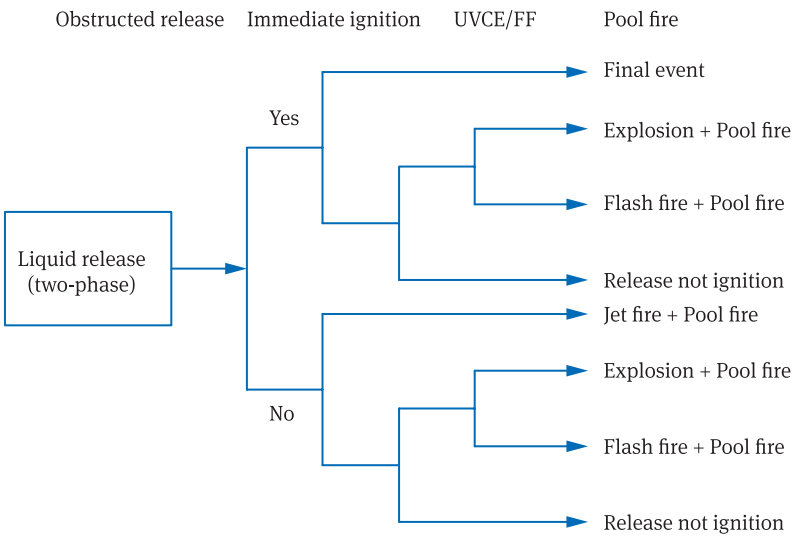 Obstructed release Immediate ignition UVCE/FF Pool fire
Final event
Yes
Explosion + Pool fire
Flash fire + Pool fire
Liquid release
(two-phase)
Release not ignition
Jet fire + Pool fire
Explosion + Pool fire
No
Flash fire + Pool fire
Release not ignition